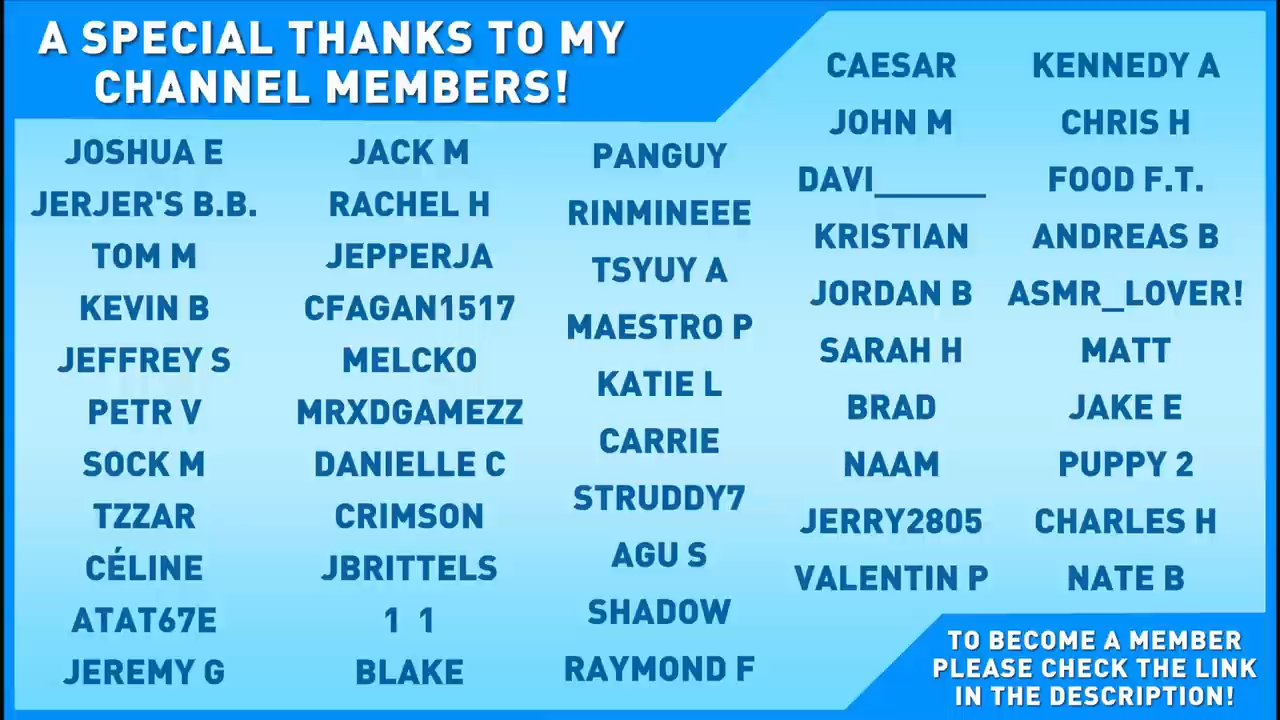 A SPECIAL THANKS TO MY
CHANNEL MEMBERS!
JOSHUA E
JERJER'S B.B.
TOM M
KEVIN B
JEFFREY S
PETR V
SOCK M
TZZAR
CÉLINE
ATAT67E
JEREMY G
JACK M
RACHEL H
JEPPERJA
CFAGAN1517
MELCKO
MRXDGAMEZZ
DANIELLE C
CRIMSON
JBRITTELS
1 1
BLAKE
PANGUY
RINMINEEE
TSYUY A
MAESTRO P
KATIE L
CARRIE
STRUDDY7
AGU S
SHADOW
RAYMOND F
CAESAR
JOHN M
DAVI______
KRISTIAN
JORDAN B
SARAH H
BRAD
NAAM
JERRY2805
VALENTIN P
KENNEDY A
CHRIS H
FOOD F.T.
ANDREAS B
ASMR_LOVER!
MATT
JAKE E
PUPPY 2
CHARLES H
NATE B
TO BECOME A MEMBER
PLEASE CHECK THE LINK
IN THE DESCRIPTION!